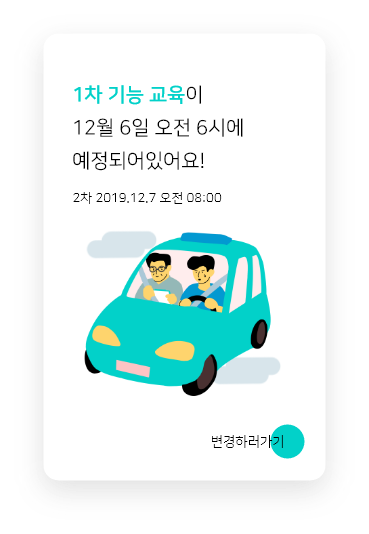 1차 기능 교육이
12월 6일 오전 6시에
예정되어있어요!
2차 2019.12.7 오전 08:00
변경하러가기